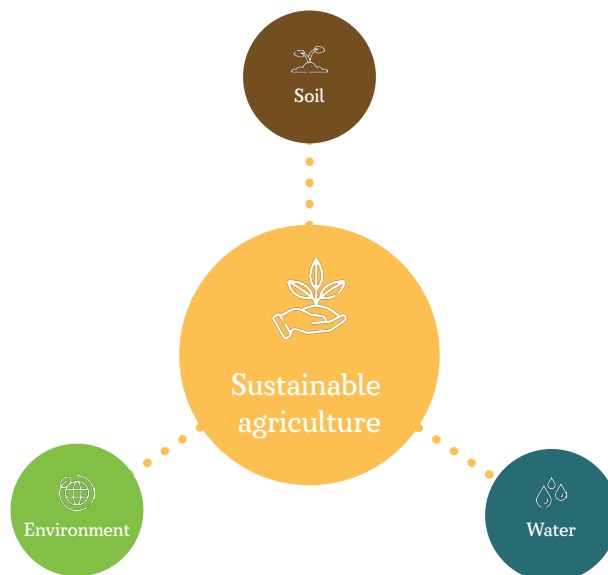 Soil
Sustainable
agriculture
Environment
Water